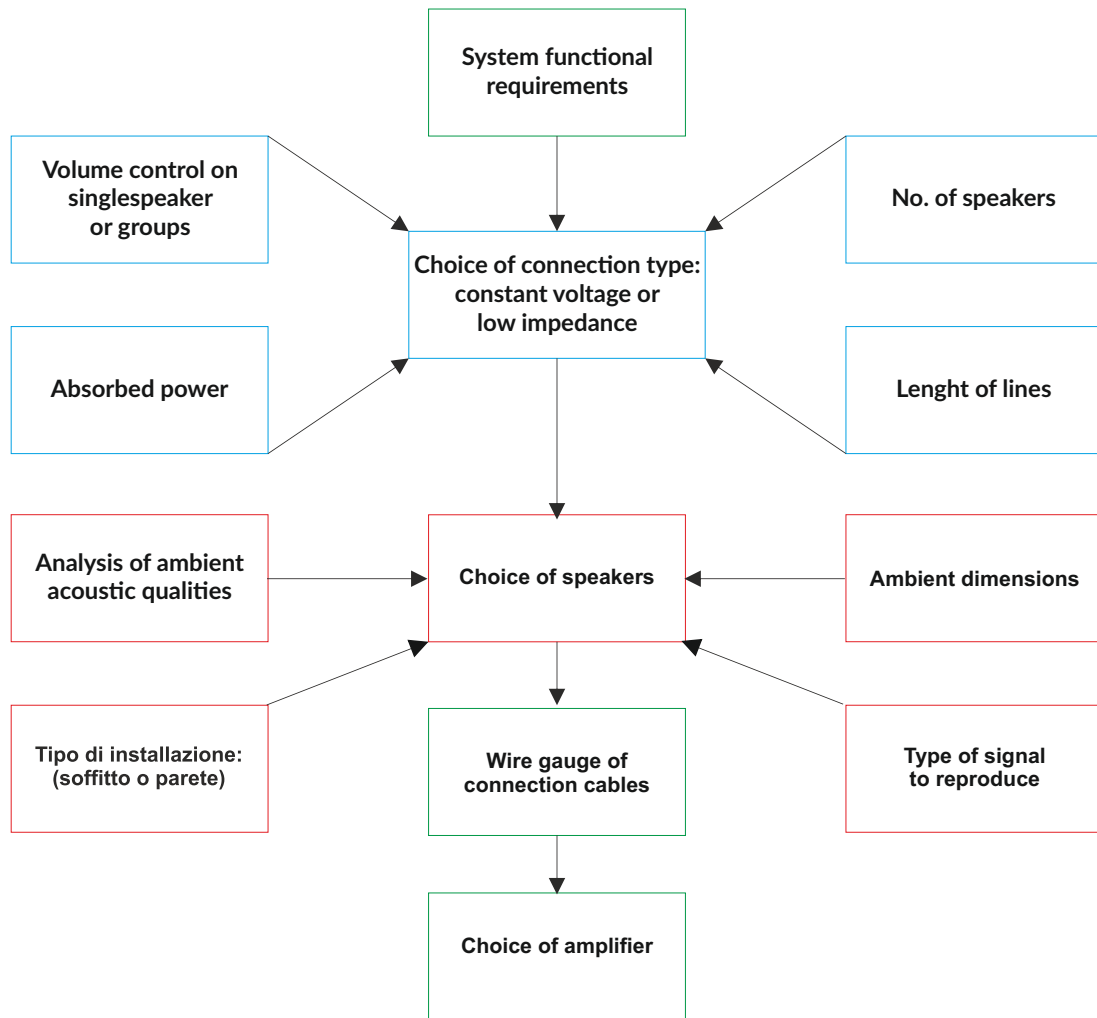 System functional
requirements
Volume control on
singlespeaker
or groups
No. of speakers
Choice of connection type:
constant voltage or
low impedance
Absorbed power
Lenght of lines
Analysis of ambient
acoustic qualities
Choice of speakers
Ambient dimensions
Tipo di installazione:
(soffitto o parete)
Wire gauge of
connection cables
Type of signal
to reproduce
Choice of amplifier